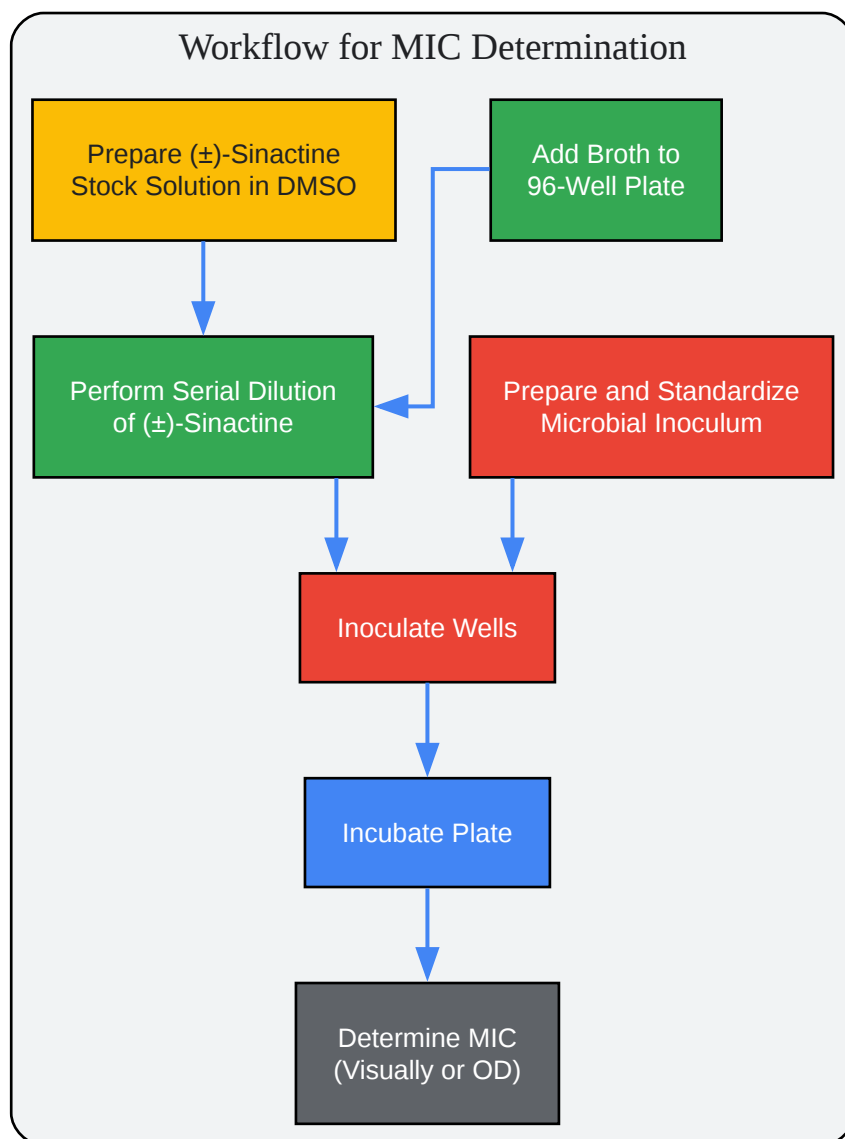 Workflow for MIC Determination
Prepare (±)-Sinactine
Stock Solution in DMSO
Add Broth to
96-Well Plate
Perform Serial Dilution
of (±)-Sinactine
Prepare and Standardize
Microbial Inoculum
Inoculate Wells
Incubate Plate
Determine MIC
(Visually or OD)